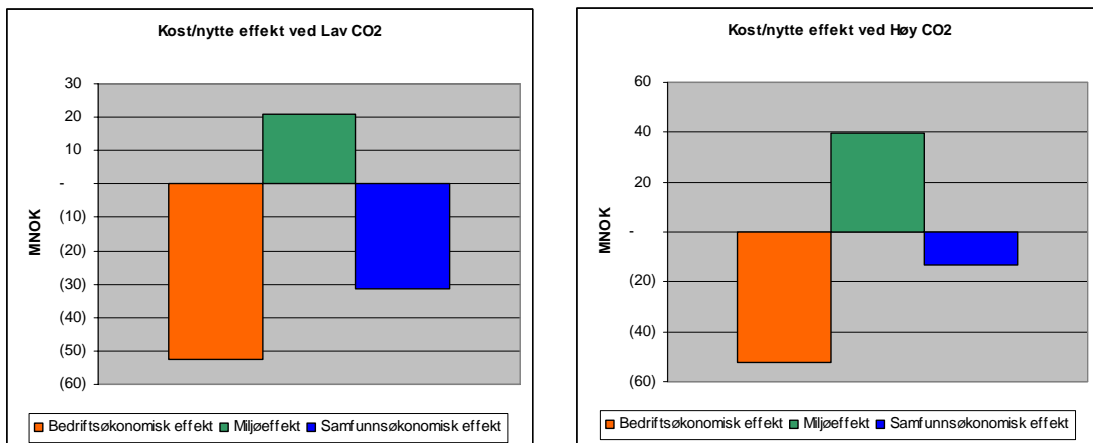 Kost/nytte effekt ved Lav CO2
30
20
10
-
(10)
(20)
(30)
(40)
(50)
(60)
MNOK
Bedriftsøkonomisk effekt Miljøeffekt Samfunnsøkonomisk effekt
Kost/nytte effekt ved Høy CO2
60
40
20
-
(20)
(40)
(60)
MNOK
Bedriftsøkonomisk effekt Miljøeffekt Samfunnsøkonomisk effekt